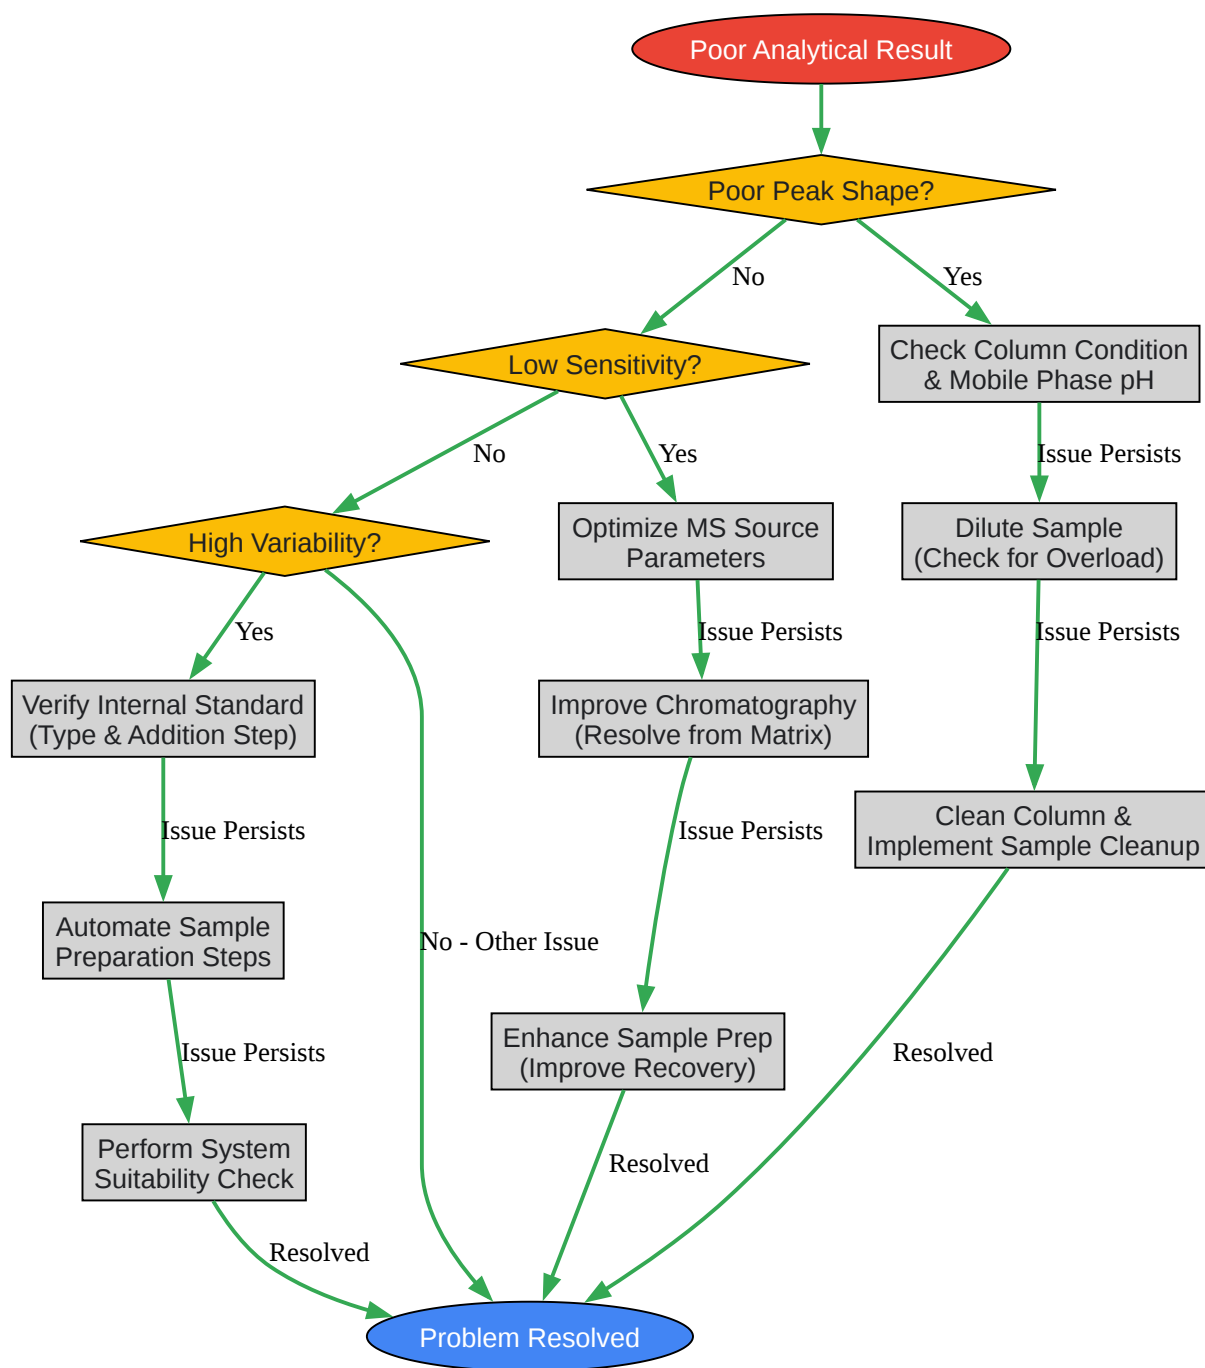 Poor Analytical Result
Poor Peak Shape?
No
Yes
Low Sensitivity?
Check Column Condition
& Mobile Phase pH
No
Yes
Issue Persists
High Variability?
Optimize MS Source
Parameters
Dilute Sample
(Check for Overload)
Yes
Issue Persists
Issue Persists
Verify Internal Standard
(Type & Addition Step)
Improve Chromatography
(Resolve from Matrix)
Issue Persists
Issue Persists
Clean Column &
Implement Sample Cleanup
Automate Sample
Preparation Steps
No - Other Issue
Issue Persists
Enhance Sample Prep
(Improve Recovery)
Resolved
Perform System
Suitability Check
Resolved
Resolved
Problem Resolved